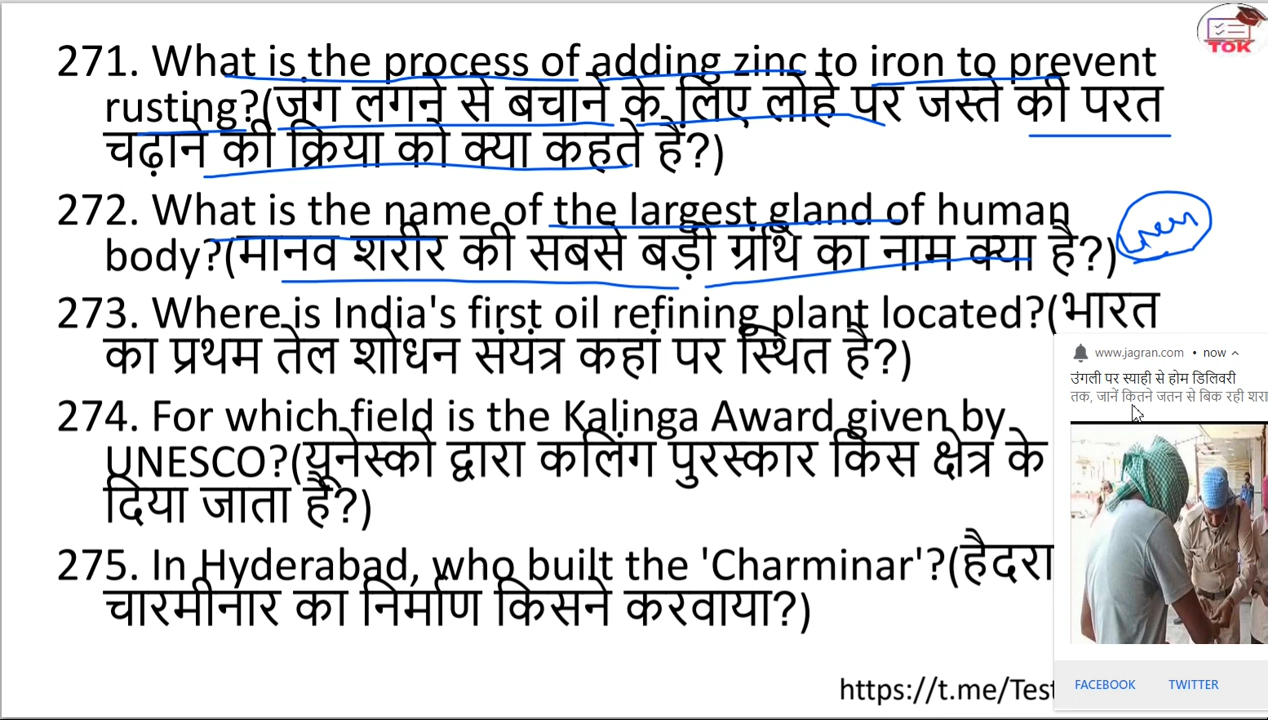 TOK
271. What is the process of adding zinc to iron to prevent
rusting?(जंग लगने से बचाने के लिए लोहे पर जस्ते की परत
चढ़ाने की क्रिया को क्या कहते हैं?)
272. What is the name of the largest gland of human
body?(मानव शरीर की सबसे बड़ी ग्रंथि का नाम क्या है?)
273. Where is India's first oil refining plant located?(भारत
का प्रथम तेल शोधन संयंत्र कहां पर स्थित है?)
274. For which field is the Kalinga Award given by
UNESCO?(यूनेस्को द्वारा कलिंग पुरस्कार किस क्षेत्र के
दिया जाता है?)
275. In Hyderabad, who built the 'Charminar'?(हैदरा
चारमीनार का निर्माण किसने करवाया?)
https://t.me/Test
www.jagran.com • now
उंगली पर स्याही से होम डिलिवरी
तक, जानें कितने जतन से बिक रही शरा
FACEBOOK TWITTER